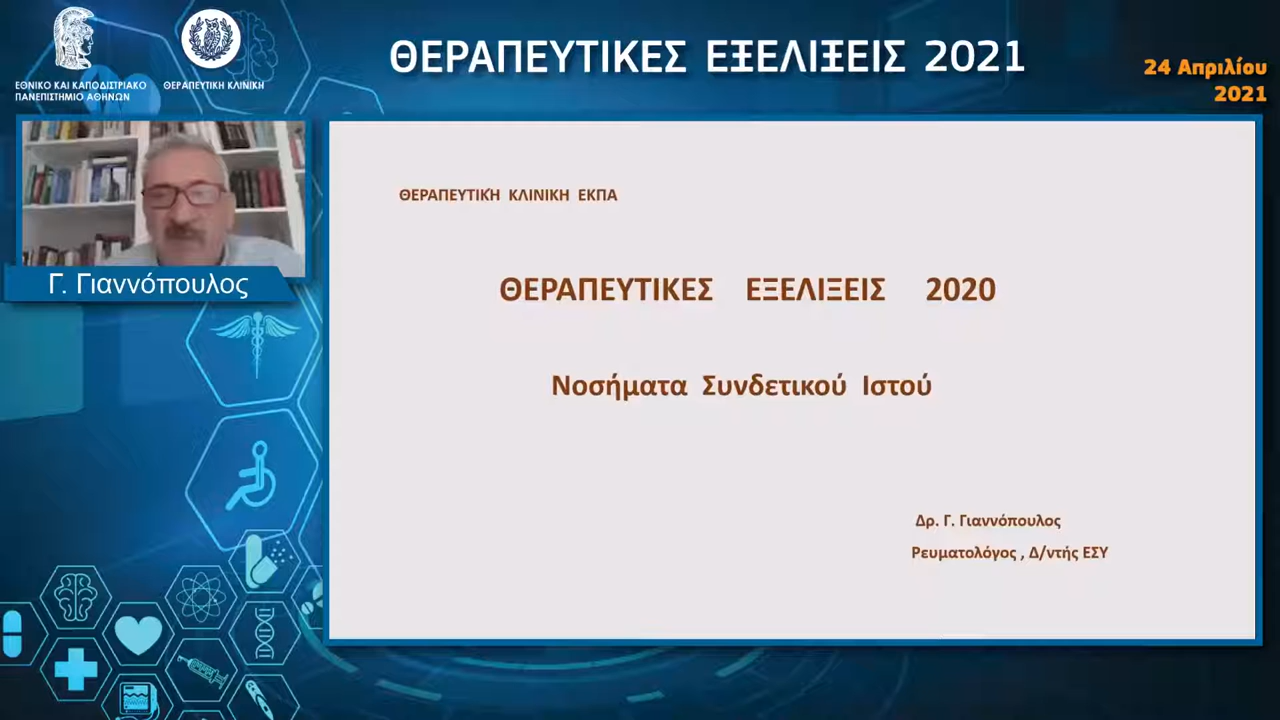 ΕΘΝΙΚΟ ΚΑΙ ΚΑΠΟΔΙΣΤΡΙΑΚΟ
ΠΑΝΕΠΙΣΤΗΜΙΟ ΑΘΗΝΩΝ
ΘΕΡΑΠΕΥΤΙΚΗ ΚΛΙΝΙΚΗ
ΘΕΡΑΠΕΥΤΙΚΕΣ ΕΞΕΛΙΞΕΙΣ 2021
24 Απριλίου
2021
Γ. Γιαννόπουλος
ΘΕΡΑΠΕΥΤΙΚΉ ΚΛΙΝΙΚΗ ΕΚΠΑ
ΘΕΡΑΠΕΥΤΙΚΕΣ ΕΞΕΛΙΞΕΙΣ 2020
Νοσήματα Συνδετικού Ιστού
Δρ. Γ. Γιαννόπουλος
Ρευματολόγος , Δ/ντής ΕΣΥ